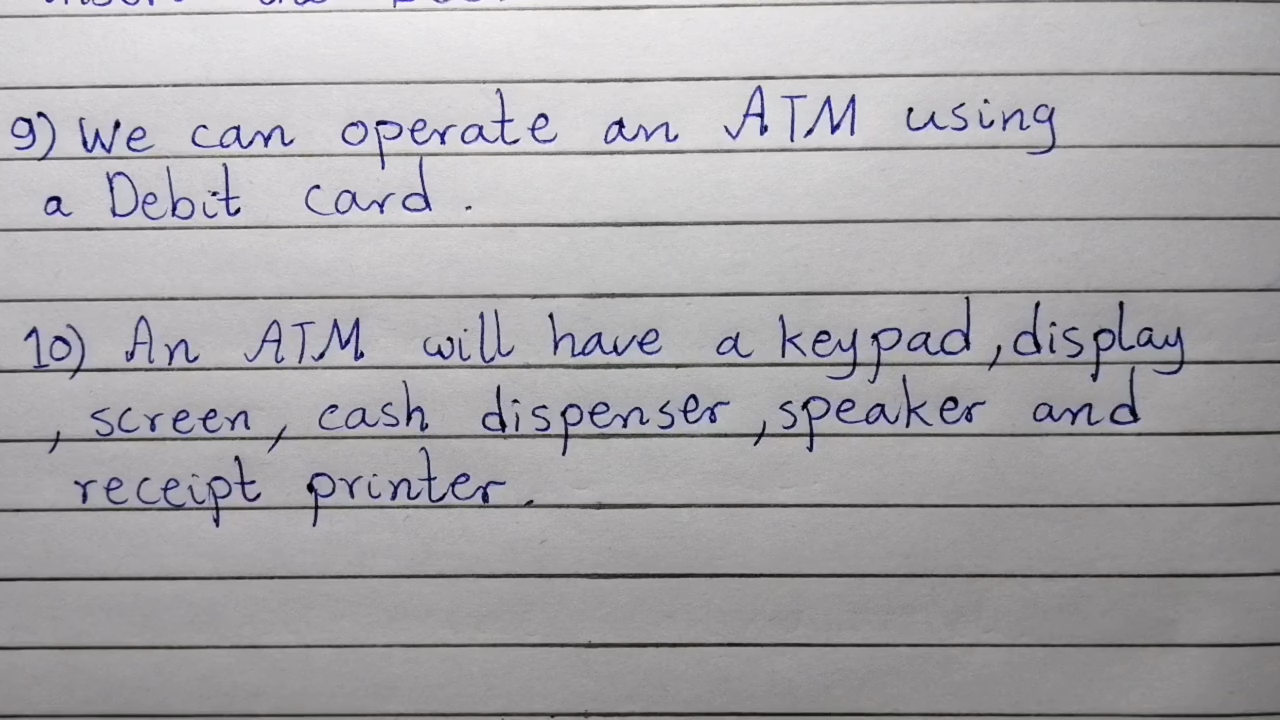 9) We can operate an ATM using
a Debit card.
10) An ATM will have a keypad, display
, screen, cash dispenser, speaker and
receipt printer.